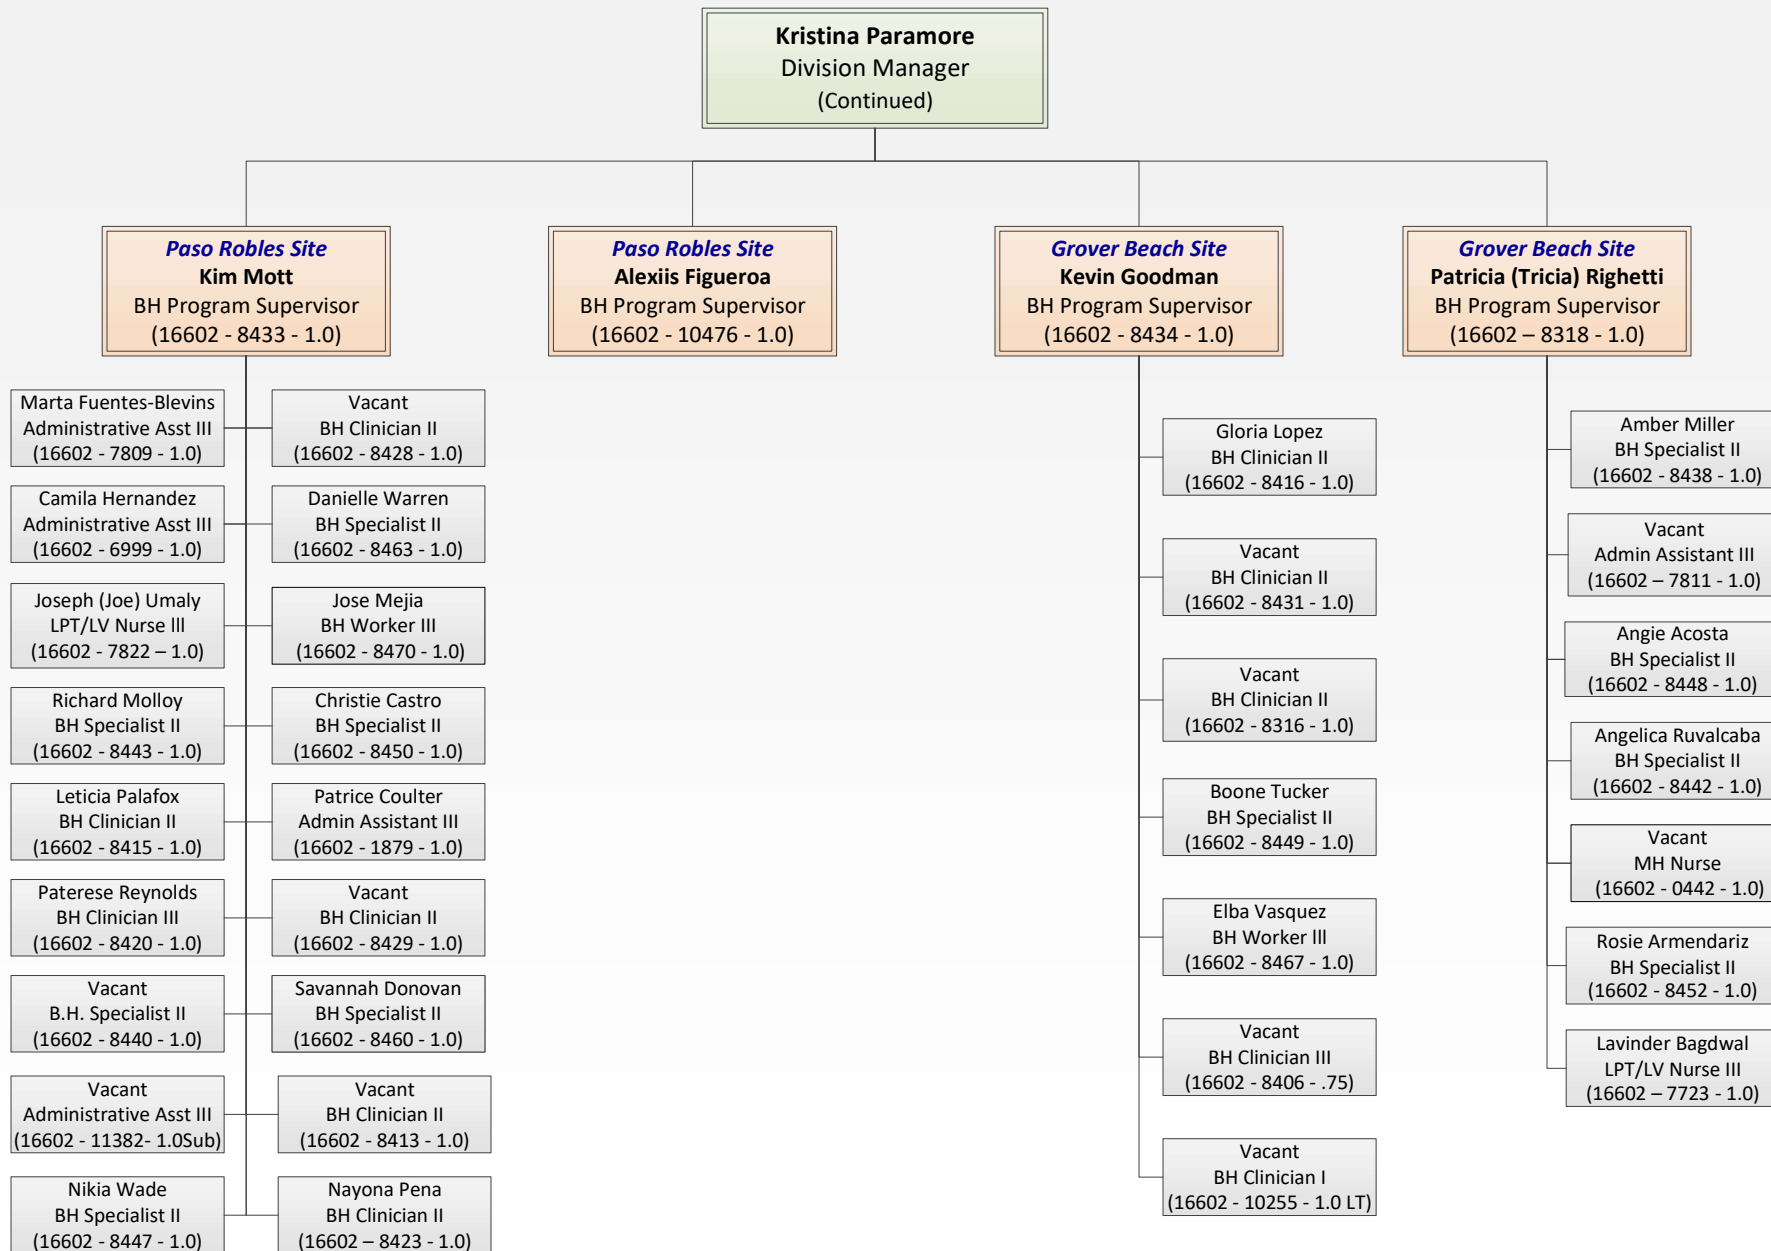 Kristina Paramore
Division Manager
(Continued)
Paso Robles Site
Kim Mott
BH Program Supervisor
(16602 - 8433 - 1.0)
Paso Robles Site
Alexiis Figueroa
BH Program Supervisor
(16602 - 10476 - 1.0)
Grover Beach Site
Kevin Goodman
BH Program Supervisor
(16602 - 8434 - 1.0)
Grover Beach Site
Patricia (Tricia) Righetti
BH Program Supervisor
(16602 – 8318 - 1.0)
Marta Fuentes-Blevins
Administrative Asst III
(16602 - 7809 - 1.0)
Vacant
BH Clinician II
(16602 - 8428 - 1.0)
Camila Hernandez
Administrative Asst III
(16602 - 6999 - 1.0)
Danielle Warren
BH Specialist II
(16602 - 8463 - 1.0)
Joseph (Joe) Umaly
LPT/LV Nurse lll
(16602 - 7822 – 1.0)
Jose Mejia
BH Worker III
(16602 - 8470 - 1.0)
Richard Molloy
BH Specialist II
(16602 - 8443 - 1.0)
Christie Castro
BH Specialist II
(16602 - 8450 - 1.0)
Leticia Palafox
BH Clinician II
(16602 - 8415 - 1.0)
Patrice Coulter
Admin Assistant III
(16602 - 1879 - 1.0)
Paterese Reynolds
BH Clinician III
(16602 - 8420 - 1.0)
Vacant
BH Clinician II
(16602 - 8429 - 1.0)
Vacant
B.H. Specialist II
(16602 - 8440 - 1.0)
Savannah Donovan
BH Specialist II
(16602 - 8460 - 1.0)
Vacant
Administrative Asst III
(16602 - 11382- 1.0Sub)
Vacant
BH Clinician II
(16602 - 8413 - 1.0)
Nikia Wade
BH Specialist II
(16602 - 8447 - 1.0)
Nayona Pena
BH Clinician II
(16602 – 8423 - 1.0)
Gloria Lopez
BH Clinician II
(16602 - 8416 - 1.0)
Vacant
BH Clinician II
(16602 - 8431 - 1.0)
Vacant
BH Clinician II
(16602 - 8316 - 1.0)
Boone Tucker
BH Specialist II
(16602 - 8449 - 1.0)
Elba Vasquez
BH Worker lll
(16602 - 8467 - 1.0)
Vacant
BH Clinician III
(16602 - 8406 - .75)
Vacant
BH Clinician I
(16602 - 10255 - 1.0 LT)
Amber Miller
BH Specialist II
(16602 - 8438 - 1.0)
Vacant
Admin Assistant III
(16602 – 7811 - 1.0)
Angie Acosta
BH Specialist II
(16602 - 8448 - 1.0)
Angelica Ruvalcaba
BH Specialist II
(16602 - 8442 - 1.0)
Vacant
MH Nurse
(16602 - 0442 - 1.0)
Rosie Armendariz
BH Specialist II
(16602 - 8452 - 1.0)
Lavinder Bagdwal
LPT/LV Nurse III
(16602 – 7723 - 1.0)